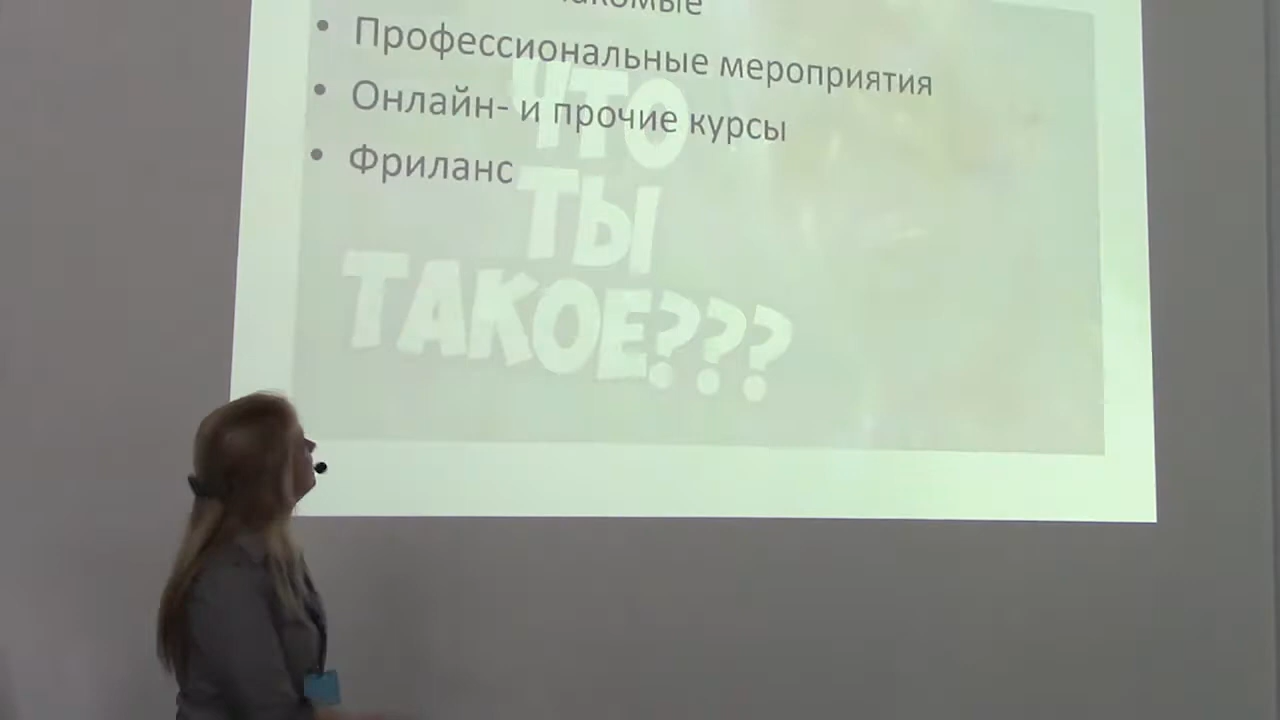 • Профессиональные мероприятия
• Онлайн- и прочие курсы
• Фриланс
ЧТО
ТЫ
ТАКОЕ???